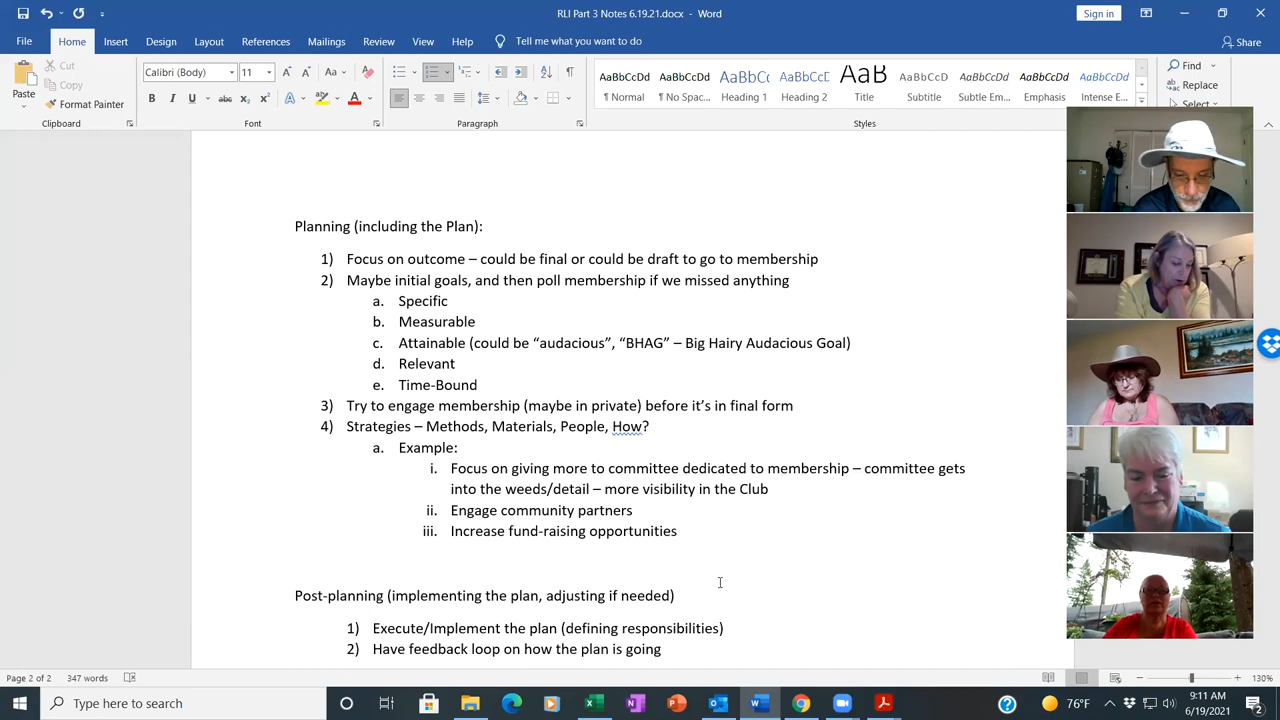 RLI Part 3 Notes 6.19.21.docx - Word
Sign in
File Home Insert Design Layout References Mailings Review View Help Tell me what you want to do Share
Paste Cut Copy Format Painter
Calibri (Body) 11
Find Replace Select
AaBbCcDd AaBbCcDd AaBbCc AaBbCcD AaB AaBbCcDd AaBbCcDd AaBbCcDd AaBbCcDd
¶ Normal ¶ No Spac... Heading 1 Heading 2 Title Subtitle Subtle Em... Emphasis Intense E...
Clipboard Font Paragraph Styles
Planning (including the Plan):
1) Focus on outcome – could be final or could be draft to go to membership
2) Maybe initial goals, and then poll membership if we missed anything
a. Specific
b. Measurable
c. Attainable (could be “audacious”, “BHAG” – Big Hairy Audacious Goal)
d. Relevant
e. Time-Bound
3) Try to engage membership (maybe in private) before it’s in final form
4) Strategies – Methods, Materials, People, How?
a. Example:
i. Focus on giving more to committee dedicated to membership – committee gets
into the weeds/detail – more visibility in the Club
ii. Engage community partners
iii. Increase fund-raising opportunities
Post-planning (implementing the plan, adjusting if needed)
1) Execute/Implement the plan (defining responsibilities)
2) Have feedback loop on how the plan is going
Page 2 of 2 347 words 130%
Type here to search 76°F 9:11 AM
6/19/2021 2